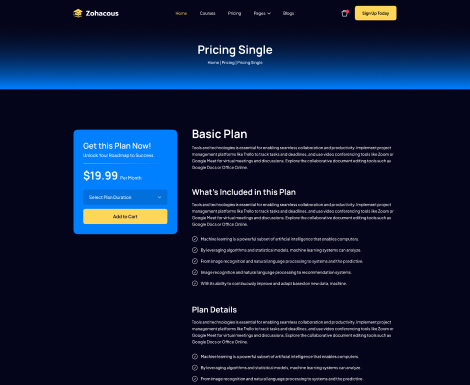 Zohacous
Home Courses Pricing Pages Blogs
Sign Up Today
Pricing Single
Home | Pricing | Pricing Single
Get this Plan Now!
Unlock Your Roadmap to Success
$19.99 Per Month
Select Plan Duration
Add to Cart
Basic Plan
Tools and technologies is essential for enabling seamless collaboration and productivity. Implement project
management platforms like Trello to track tasks and deadlines, and use video conferencing tools like Zoom or
Google Meet for virtual meetings and discussions. Explore collaborative document editing tools such as
Google Docs or Office Online.
What's Included in this Plan
Tools and technologies is essential for enabling seamless collaboration and productivity. Implement project
management platforms like Trello to track tasks and deadlines, and use video conferencing tools like Zoom or
Google Meet for virtual meetings and discussions. Explore collaborative document editing tools such as
Google Docs or Office Online.
Machine learning is a powerful subset of artificial intelligence that enables computers.
By leveraging algorithms and statistical models, machine learning systems can analyze.
From image recognition and natural language processing to systems and the predictive.
Image recognition and natural language processing to recommendation systems.
With its ability to continuously improve and adapt based on new data, machine.
Plan Details
Tools and technologies is essential for enabling seamless collaboration and productivity. Implement project
management platforms like Trello to track tasks and deadlines, and use video conferencing tools like Zoom or
Google Meet for virtual meetings and discussions. Explore collaborative document editing tools such as
Google Docs or Office Online.
Machine learning is a powerful subset of artificial intelligence that enables computers.
By leveraging algorithms and statistical models, machine learning systems can analyze.
From image recognition and natural language processing to systems and the predictive.